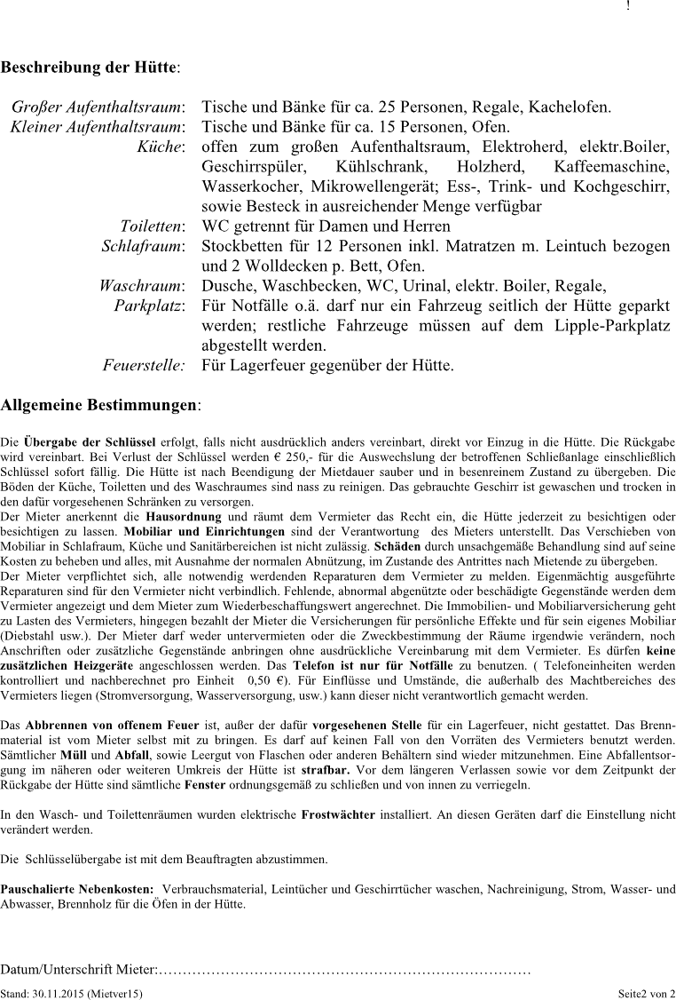 !
Beschreibung der Hütte:
Großer Aufenthaltsraum: Tische und Bänke für ca. 25 Personen, Regale, Kachelofen.
Kleiner Aufenthaltsraum: Tische und Bänke für ca. 15 Personen, Ofen.
Küche: offen zum großen Aufenthaltsraum, Elektroherd, elektr.Boiler,
Geschirrspüler, Kühlschrank, Holzherd, Kaffeemaschine,
Wasserkocher, Mikrowellengerät; Ess-, Trink- und Kochgeschirr,
sowie Besteck in ausreichender Menge verfügbar
Toiletten: WC getrennt für Damen und Herren
Schlafraum: Stockbetten für 12 Personen inkl. Matratzen m. Leintuch bezogen
und 2 Wolldecken p. Bett, Ofen.
Waschraum: Dusche, Waschbecken, WC, Urinal, elektr. Boiler, Regale,
Parkplatz: Für Notfälle o.ä. darf nur ein Fahrzeug seitlich der Hütte geparkt
werden; restliche Fahrzeuge müssen auf dem Lipple-Parkplatz
abgestellt werden.
Feuerstelle: Für Lagerfeuer gegenüber der Hütte.
Allgemeine Bestimmungen:
Die Übergabe der Schlüssel erfolgt, falls nicht ausdrücklich anders vereinbart, direkt vor Einzug in die Hütte. Die Rückgabe
wird vereinbart. Bei Verlust der Schlüssel werden € 250,- für die Auswechslung der betroffenen Schließanlage einschließlich
Schlüssel sofort fällig. Die Hütte ist nach Beendigung der Mietdauer sauber und in besenreinem Zustand zu übergeben. Die
Böden der Küche, Toiletten und des Waschraumes sind nass zu reinigen. Das gebrauchte Geschirr ist gewaschen und trocken in
den dafür vorgesehenen Schränken zu versorgen.
Der Mieter anerkennt die Hausordnung und räumt dem Vermieter das Recht ein, die Hütte jederzeit zu besichtigen oder
besichtigen zu lassen. Mobiliar und Einrichtungen sind der Verantwortung des Mieters unterstellt. Das Verschieben von
Mobiliar in Schlafraum, Küche und Sanitärbereichen ist nicht zulässig. Schäden durch unsachgemäße Behandlung sind auf seine
Kosten zu beheben und alles, mit Ausnahme der normalen Abnützung, im Zustande des Antrittes nach Mietende zu übergeben.
Der Mieter verpflichtet sich, alle notwendig werdenden Reparaturen dem Vermieter zu melden. Eigenmächtig ausgeführte
Reparaturen sind für den Vermieter nicht verbindlich. Fehlende, abnormal abgenützte oder beschädigte Gegenstände werden dem
Vermieter angezeigt und dem Mieter zum Wiederbeschaffungswert angerechnet. Die Immobilien- und Mobiliarversicherung geht
zu Lasten des Vermieters, hingegen bezahlt der Mieter die Versicherungen für persönliche Effekte und für sein eigenes Mobiliar
(Diebstahl usw.). Der Mieter darf weder untervermieten oder die Zweckbestimmung der Räume irgendwie verändern, noch
Anschriften oder zusätzliche Gegenstände anbringen ohne ausdrückliche Vereinbarung mit dem Vermieter. Es dürfen keine
zusätzlichen Heizgeräte angeschlossen werden. Das Telefon ist nur für Notfälle zu benutzen. ( Telefoneinheiten werden
kontrolliert und nachberechnet pro Einheit 0,50 €). Für Einflüsse und Umstände, die außerhalb des Machtbereiches des
Vermieters liegen (Stromversorgung, Wasserversorgung, usw.) kann dieser nicht verantwortlich gemacht werden.
Das Abbrennen von offenem Feuer ist, außer der dafür vorgesehenen Stelle für ein Lagerfeuer, nicht gestattet. Das Brenn-
material ist vom Mieter selbst mit zu bringen. Es darf auf keinen Fall von den Vorräten des Vermieters benutzt werden.
Sämtlicher Müll und Abfall, sowie Leergut von Flaschen oder anderen Behältern sind wieder mitzunehmen. Eine Abfallentsor-
gung im näheren oder weiteren Umkreis der Hütte ist strafbar. Vor dem längeren Verlassen sowie vor dem Zeitpunkt der
Rückgabe der Hütte sind sämtliche Fenster ordnungsgemäß zu schließen und von innen zu verriegeln.
In den Wasch- und Toilettenräumen wurden elektrische Frostwächter installiert. An diesen Geräten darf die Einstellung nicht
verändert werden.
Die Schlüsselübergabe ist mit dem Beauftragten abzustimmen.
Pauschalierte Nebenkosten: Verbrauchsmaterial, Leintücher und Geschirrtücher waschen, Nachreinigung, Strom, Wasser- und
Abwasser, Brennholz für die Öfen in der Hütte.
Datum/Unterschrift Mieter:……………………………………………………………………
Stand: 30.11.2015 (Mietver15) Seite2 von 2